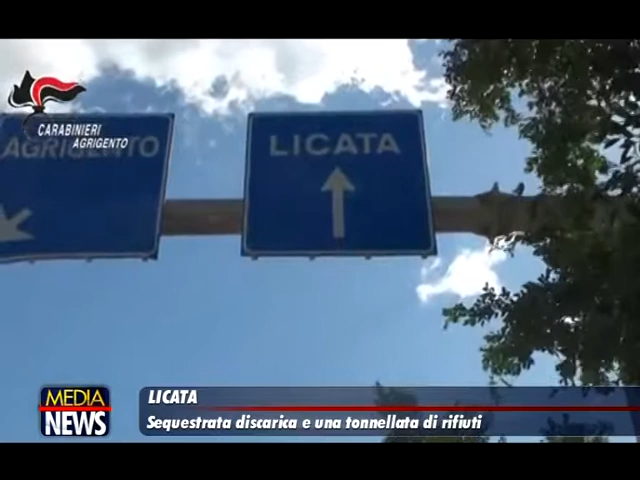 CARABINIERI
AGRIGENTO
AGRIGENTO
LICATA
MEDIA
NEWS
LICATA
Sequestrata discarica e una tonnellata di rifiuti